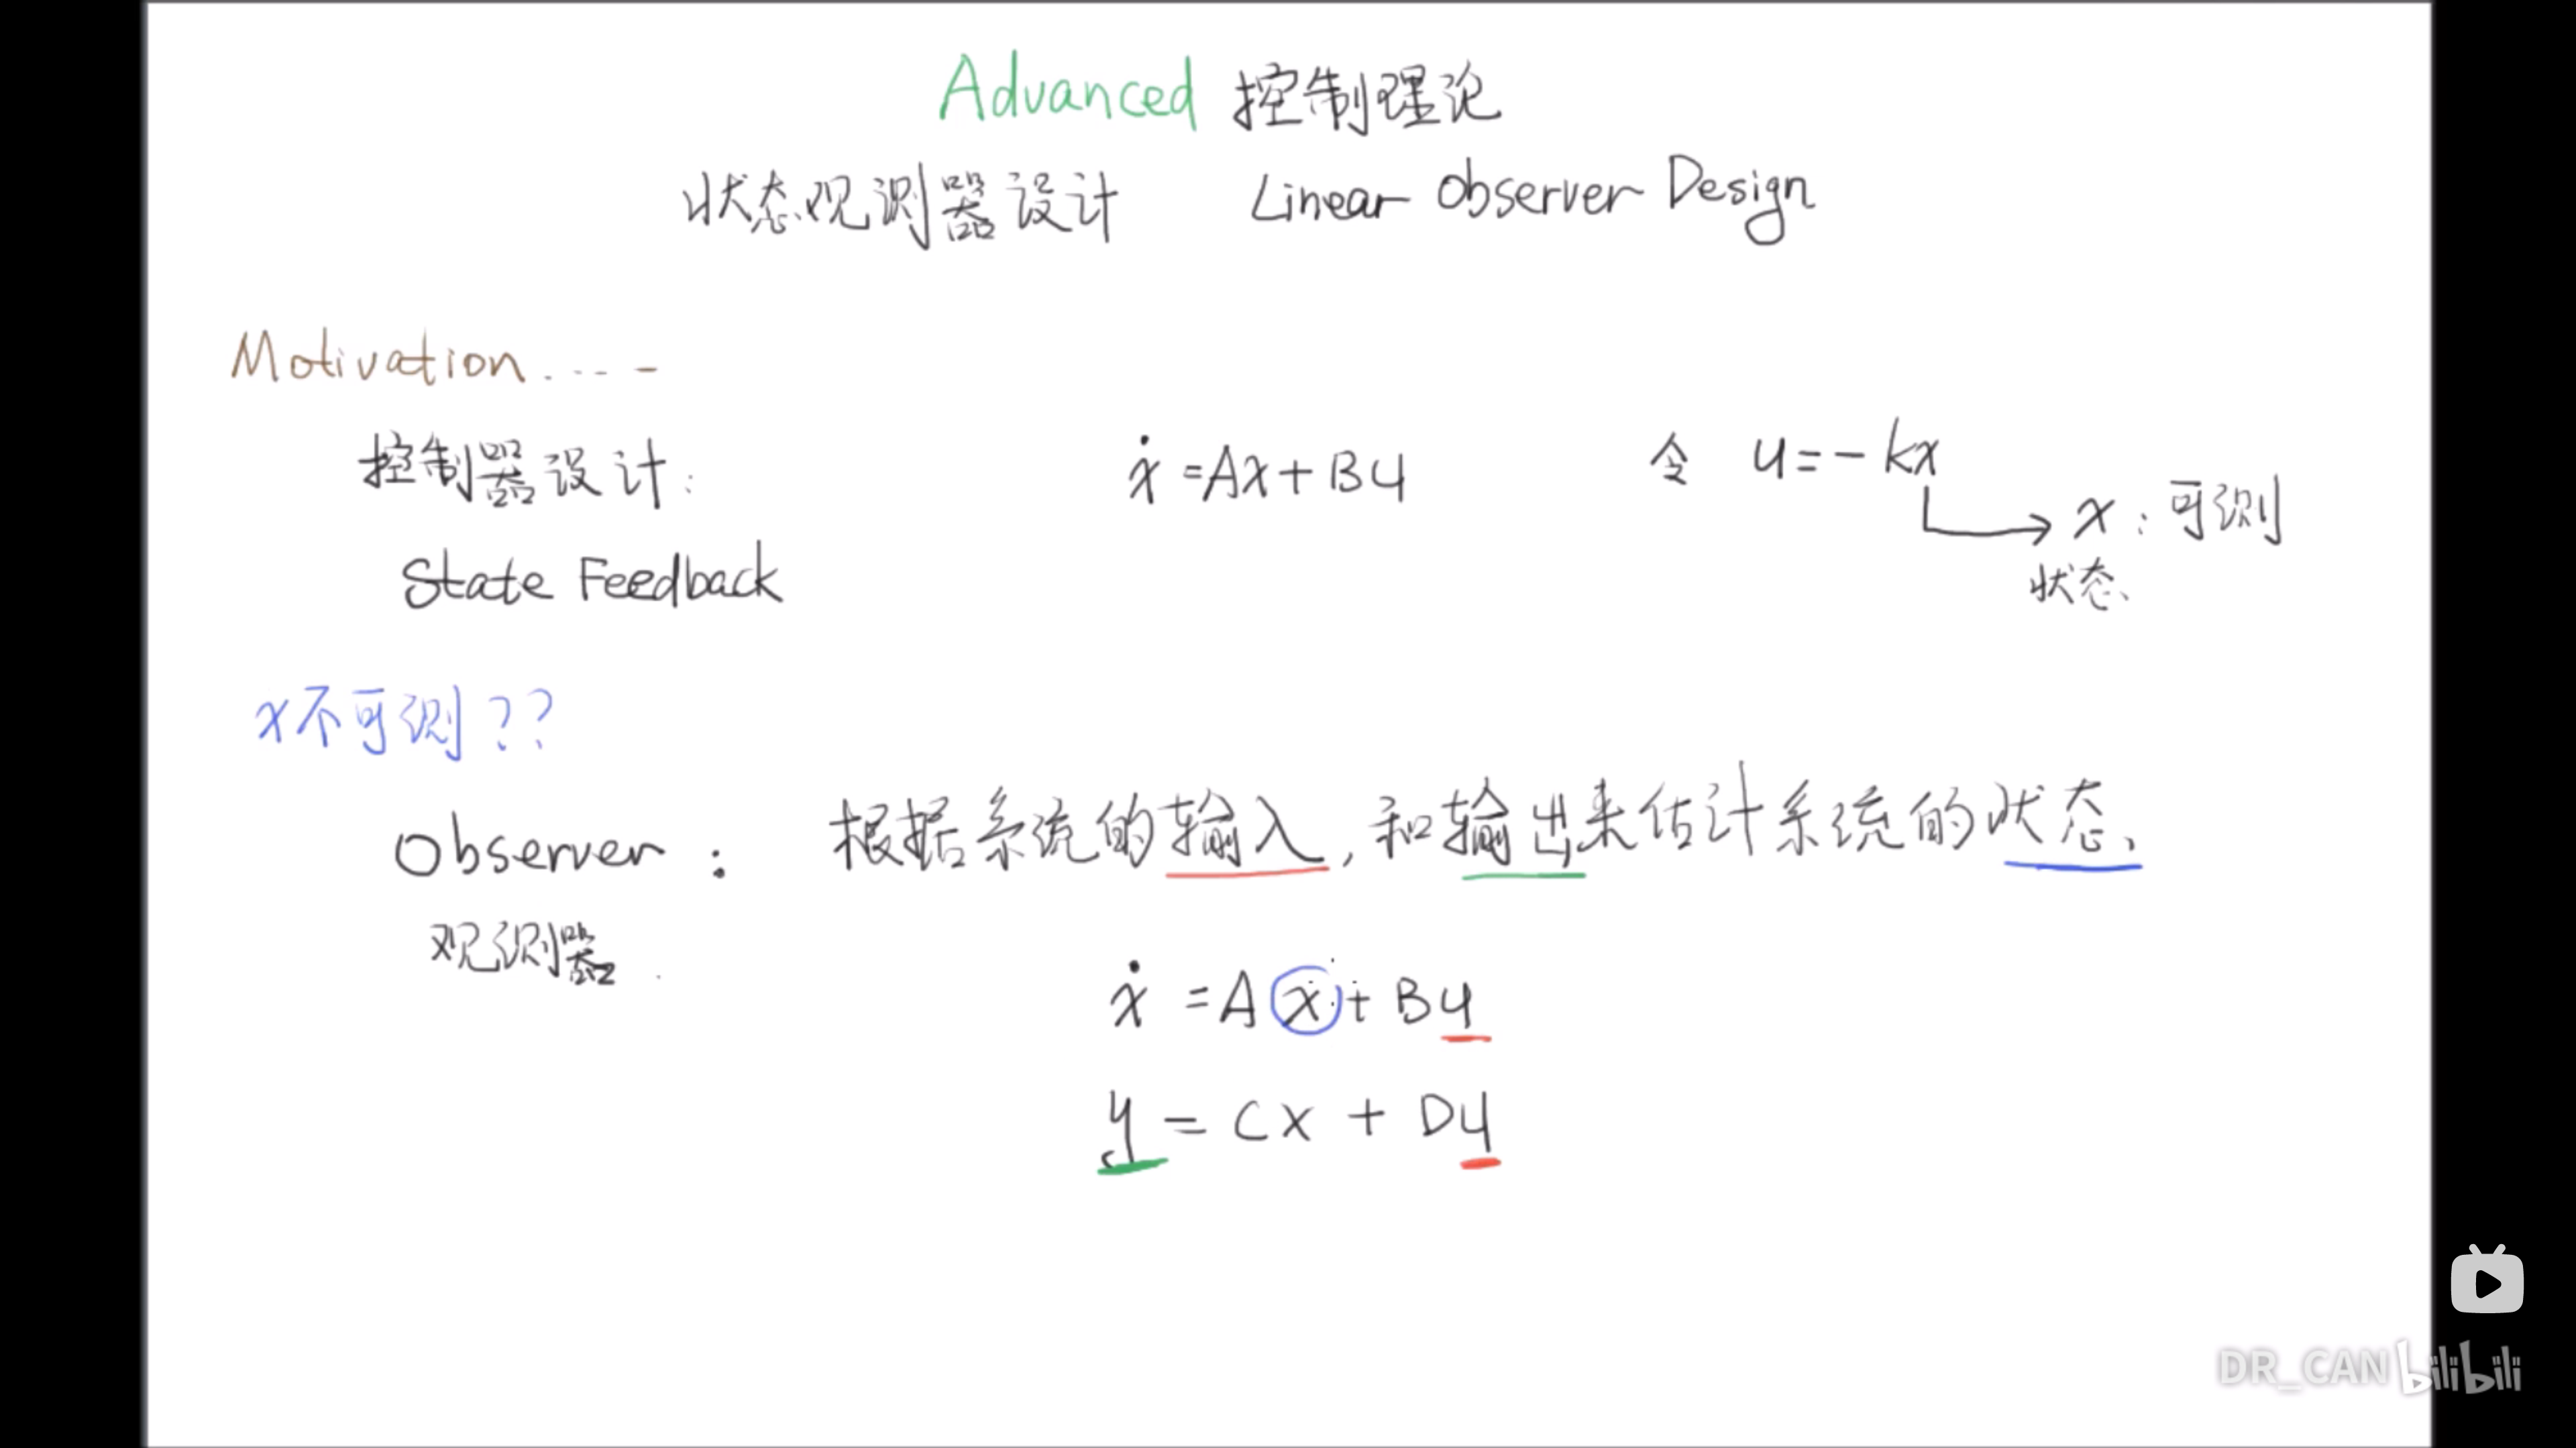 Advanced 控制理论
状态观测器设计 Linear Observer Design
Motivation.... -
控制器设计: ẋ = Ax + Bu 令 u = - kx
State Feedback x : 可测
状态
x不可测??
Observer : 根据系统的输入, 和输出来估计系统的状态、
观测器.
ẋ = A x + Bu
y = Cx + Du
DR_CAN bilibili